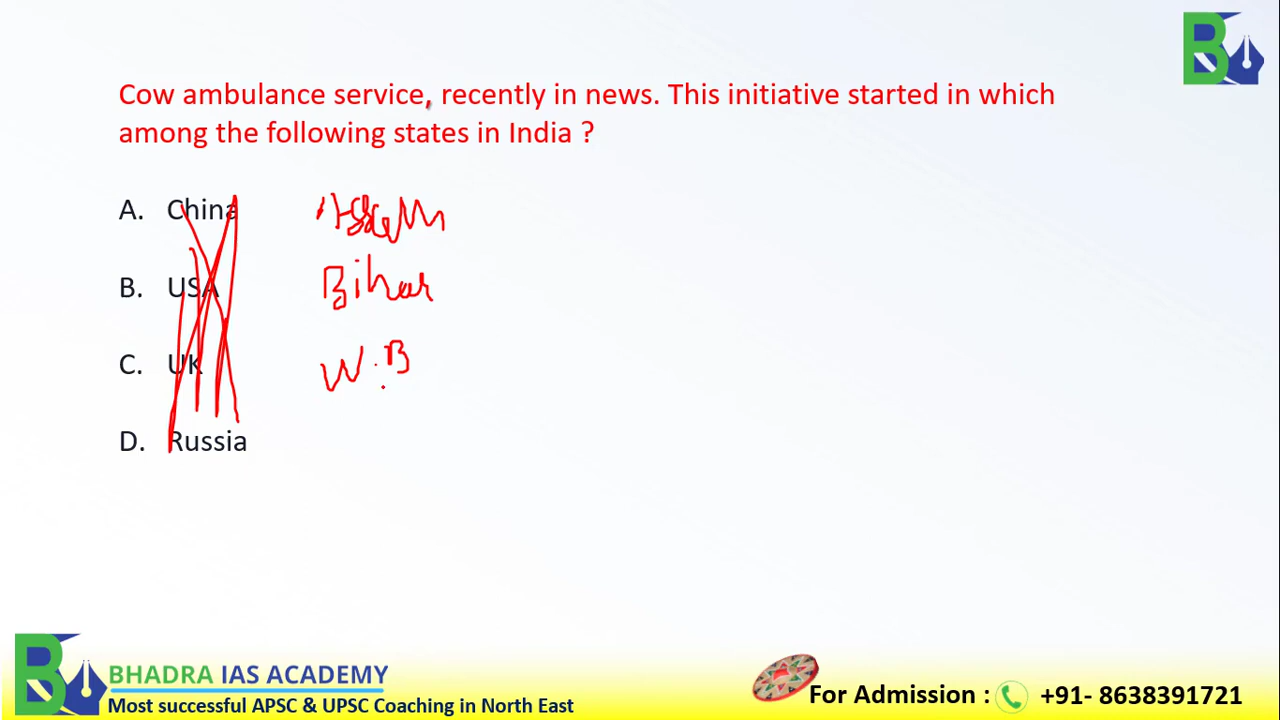 Cow ambulance service, recently in news. This initiative started in which
among the following states in India ?
A. China
Assam
B. USA
Bihar
C. UK
W.B
D. Russia
BHADRA IAS ACADEMY
Most successful APSC & UPSC Coaching in North East
For Admission : +91- 8638391721